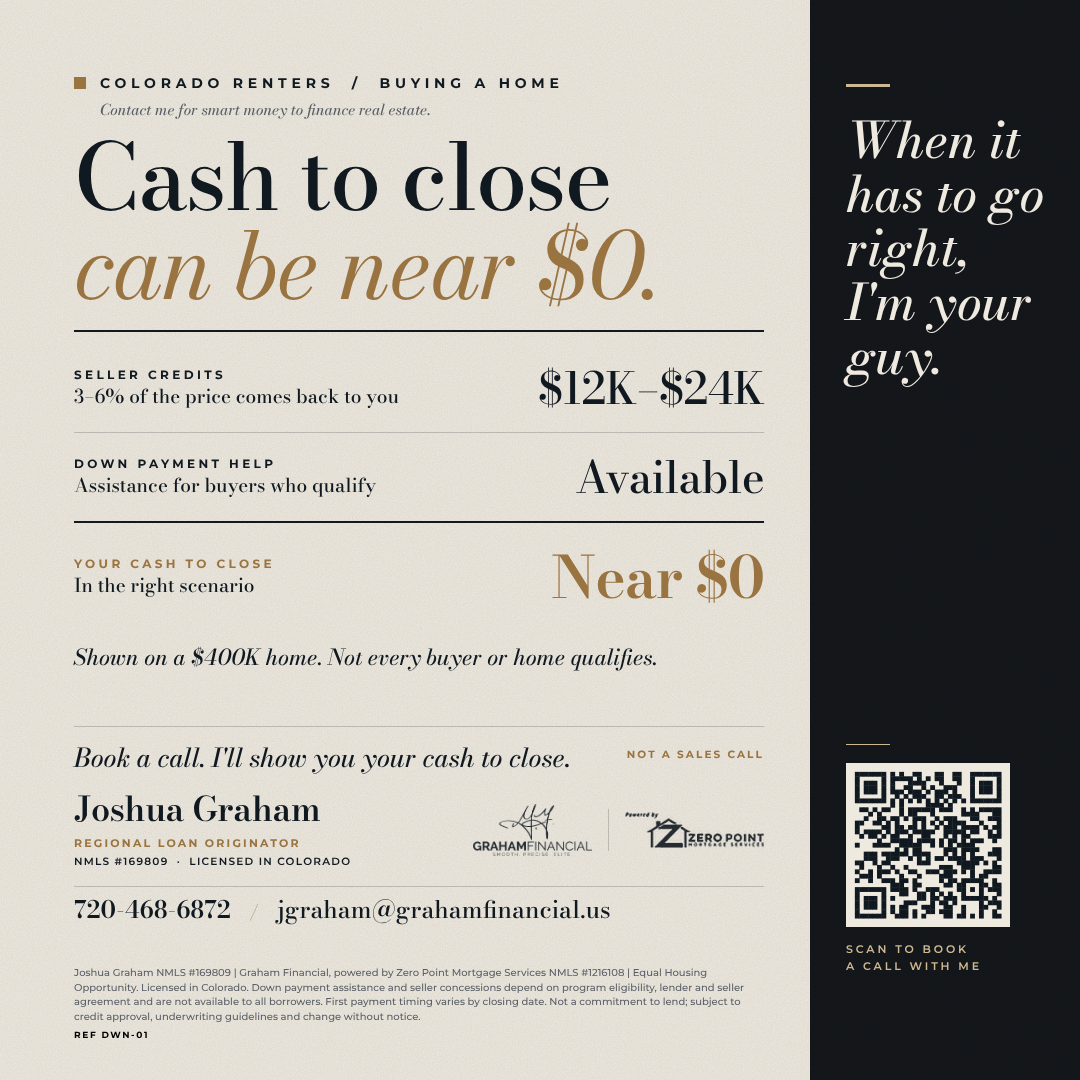 COLORADO RENTERS / BUYING A HOME
Contact me for smart money to finance real estate.
Cash to close
can be near $0.
SELLER CREDITS
3–6% of the price comes back to you
$12K–$24K
DOWN PAYMENT HELP
Assistance for buyers who qualify
Available
YOUR CASH TO CLOSE
In the right scenario
Near $0
Shown on a $400K home. Not every buyer or home qualifies.
Book a call. I'll show you your cash to close.
NOT A SALES CALL
Joshua Graham
REGIONAL LOAN ORIGINATOR
NMLS #169809 · LICENSED IN COLORADO
GRAHAMFINANCIAL
SMOOTH. PRECISE. ELITE.
Powered by
ZERO POINT
MORTGAGE SERVICES
720-468-6872 / jgraham@grahamfinancial.us
Joshua Graham NMLS #169809 | Graham Financial, powered by Zero Point Mortgage Services NMLS #1216108 | Equal Housing
Opportunity. Licensed in Colorado. Down payment assistance and seller concessions depend on program eligibility, lender and seller
agreement and are not available to all borrowers. First payment timing varies by closing date. Not a commitment to lend; subject to
credit approval, underwriting guidelines and change without notice.
REF DWN-01
When it
has to go
right,
I'm your
guy.
SCAN TO BOOK
A CALL WITH ME